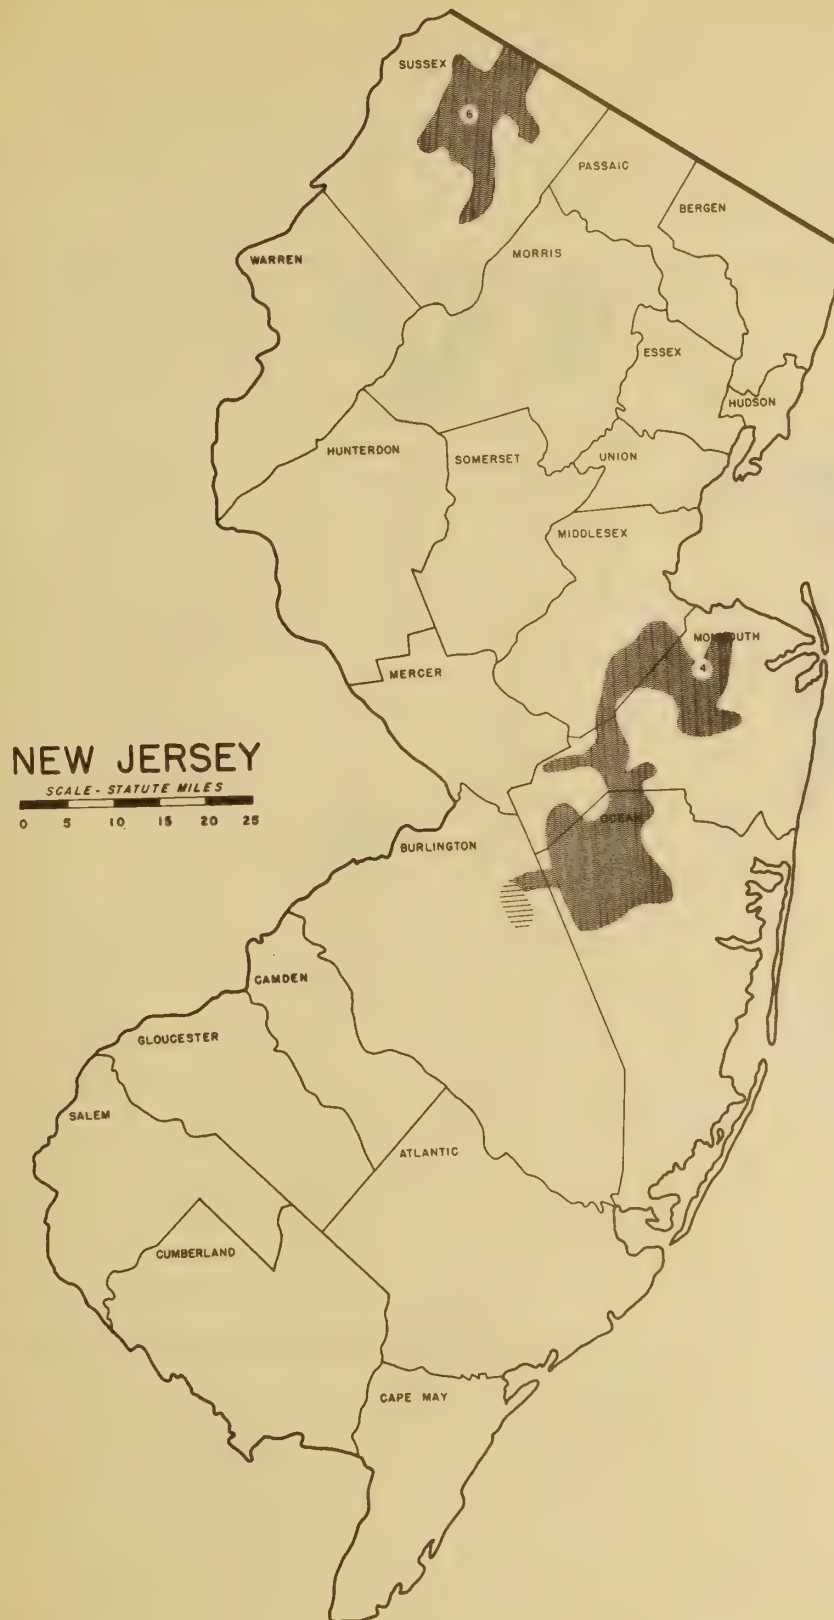 SUSSEX
6
PASSAIC
BERGEN
WARREN
MORRIS
ESSEX
HUDSON
HUNTERDON
SOMERSET
UNION
MIDDLESEX
MONMOUTH
4
MERCER
NEW JERSEY
SCALE - STATUTE MILES
0 5 10 15 20 25
OCEAN
BURLINGTON
CAMDEN
GLOUCESTER
SALEM
ATLANTIC
CUMBERLAND
CAPE MAY